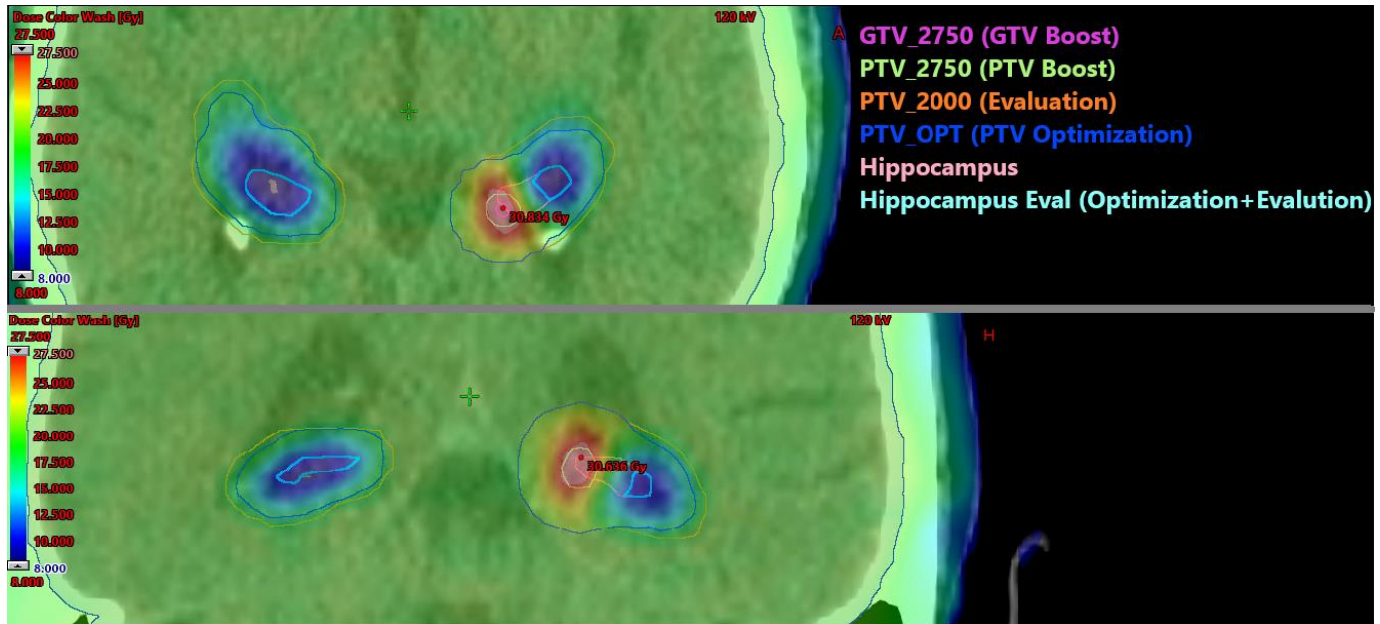 Dose Color Wash [Gy]
120 kV
27.500
27.500
25.000
22.500
20.000
17.500
15.000
12.500
10.000
8.000
8.000
30.834 Gy
A
GTV_2750 (GTV Boost)
PTV_2750 (PTV Boost)
PTV_2000 (Evaluation)
PTV_OPT (PTV Optimization)
Hippocampus
Hippocampus Eval (Optimization+Evalution)
Dose Color Wash [Gy]
120 kV
27.500
27.500
25.000
22.500
20.000
17.500
15.000
12.500
10.000
8.000
8.000
30.636 Gy
H